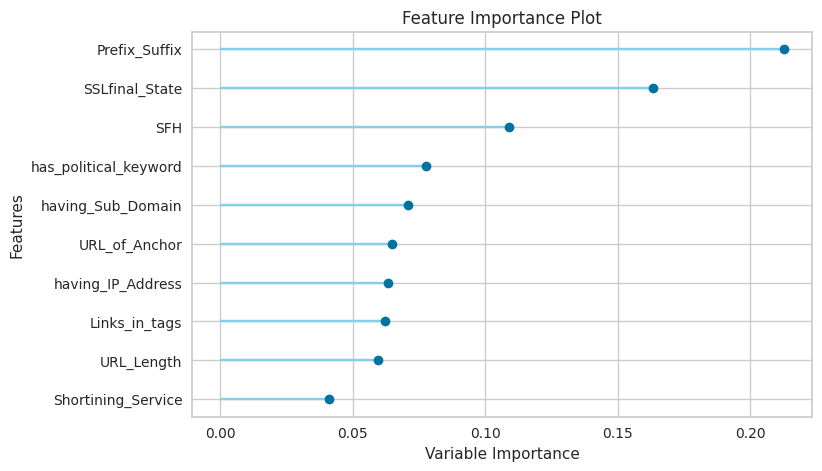 Feature Importance Plot
Features
Prefix_Suffix
SSLfinal_State
SFH
has_political_keyword
having_Sub_Domain
URL_of_Anchor
having_IP_Address
Links_in_tags
URL_Length
Shortining_Service
0.00 0.05 0.10 0.15 0.20
Variable Importance